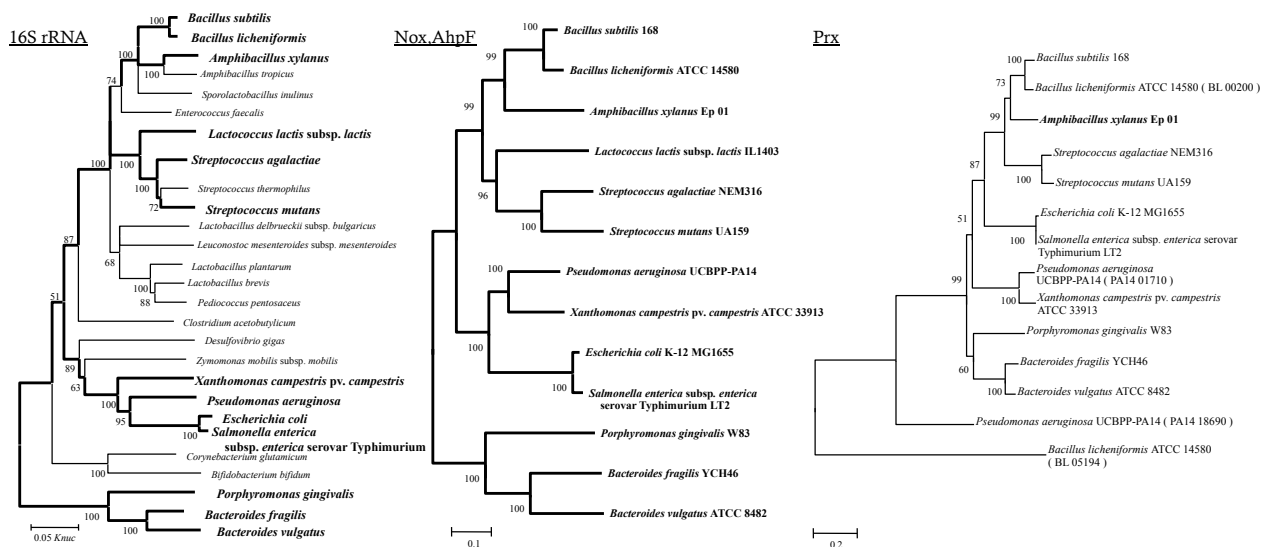 16S rRNA
Bacillus subtilis
100
Bacillus licheniformis
Amphibacillus xylanus
100
100
Amphibacillus tropicus
74
Sporolactobacillus inulinus
Enterococcus faecalis
Lactococcus lactis subsp. lactis
100
100
Streptococcus agalactiae
100
Streptococcus thermophilus
72
Streptococcus mutans
Lactobacillus delbrueckii subsp. bulgaricus
87
Leuconostoc mesenteroides subsp. mesenteroides
68
Lactobacillus plantarum
100
Lactobacillus brevis
88
Pediococcus pentosaceus
51
Clostridium acetobutylicum
Desulfovibrio gigas
89
Zymomonas mobilis subsp. mobilis
63
Xanthomonas campestris pv. campestris
100
Pseudomonas aeruginosa
95
Escherichia coli
100
Salmonella enterica
subsp. enterica serovar Typhimurium
Corynebacterium glutamicum
100
Bifidobacterium bifidum
Porphyromonas gingivalis
100
Bacteroides fragilis
100
Bacteroides vulgatus
0.05 Knuc
Nox,AhpF
100
Bacillus subtilis 168
99
Bacillus licheniformis ATCC 14580
99
Amphibacillus xylanus Ep 01
Lactococcus lactis subsp. lactis IL1403
96
Streptococcus agalactiae NEM316
100
Streptococcus mutans UA159
100
Pseudomonas aeruginosa UCBPP-PA14
Xanthomonas campestris pv. campestris ATCC 33913
100
Escherichia coli K-12 MG1655
100
Salmonella enterica subsp. enterica
serovar Typhimurium LT2
Porphyromonas gingivalis W83
100
Bacteroides fragilis YCH46
100
Bacteroides vulgatus ATCC 8482
0.1
Prx
100
Bacillus subtilis 168
73
Bacillus licheniformis ATCC 14580 ( BL 00200 )
99
Amphibacillus xylanus Ep 01
87
Streptococcus agalactiae NEM316
100
Streptococcus mutans UA159
51
Escherichia coli K-12 MG1655
100
Salmonella enterica subsp. enterica serovar
Typhimurium LT2
99
Pseudomonas aeruginosa
UCBPP-PA14 ( PA14 01710 )
100
Xanthomonas campestris pv. campestris
ATCC 33913
Porphyromonas gingivalis W83
60
Bacteroides fragilis YCH46
100
Bacteroides vulgatus ATCC 8482
Pseudomonas aeruginosa UCBPP-PA14 ( PA14 18690 )
Bacillus licheniformis ATCC 14580
( BL 05194 )
0.2